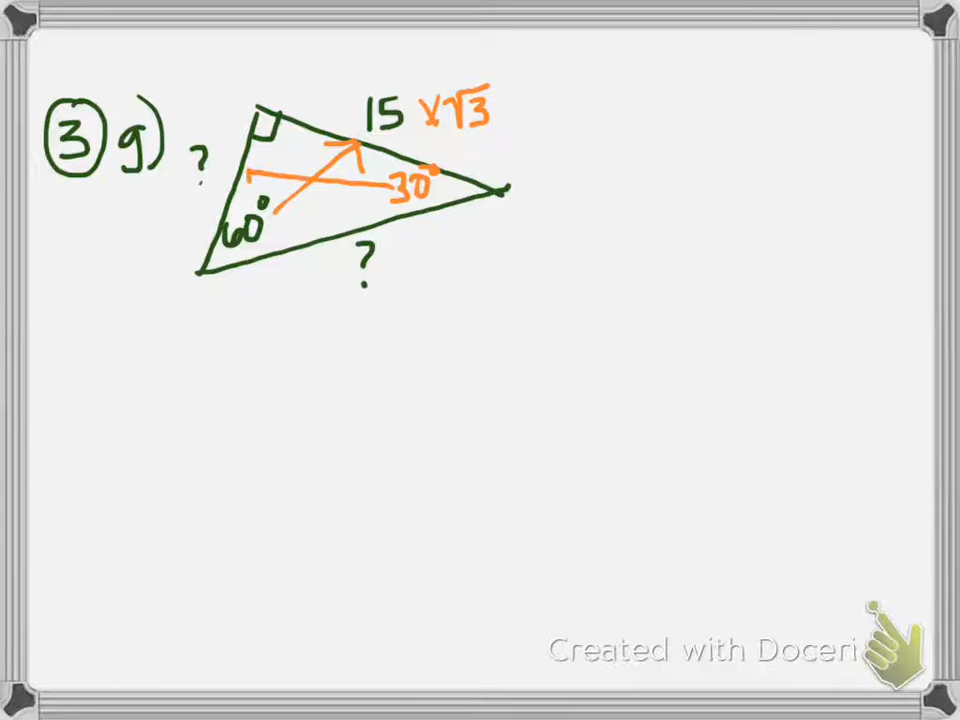 ③ g)
15 x√3
?
30°
60°
?
Created with Doceri